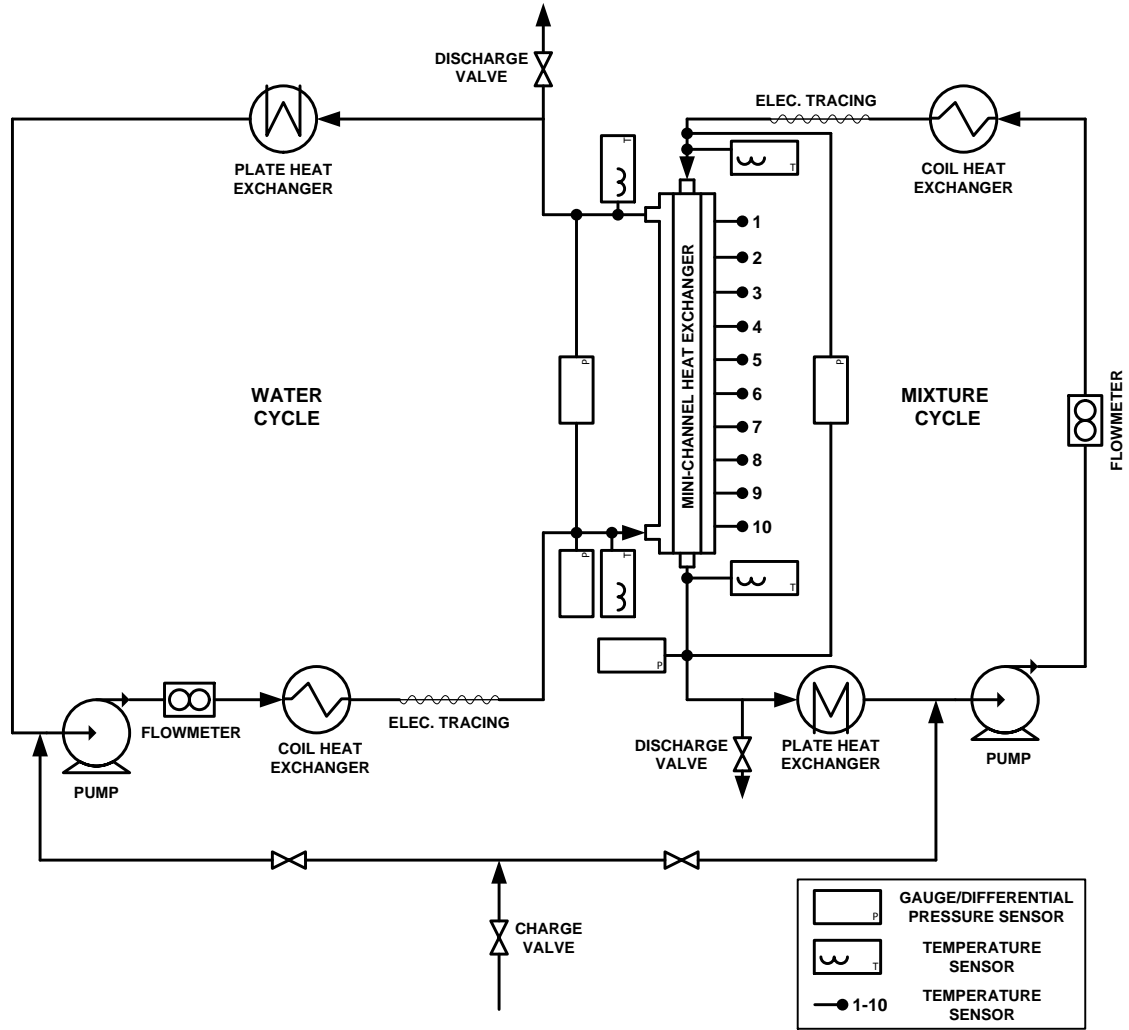 DISCHARGE
VALVE
ELEC. TRACING
PLATE HEAT
EXCHANGER
COIL HEAT
EXCHANGER
T
T
MINI-CHANNEL HEAT EXCHANGER
1
2
3
4
5
6
7
8
9
10
P
P
WATER
CYCLE
MIXTURE
CYCLE
FLOWMETER
P
T
T
P
FLOWMETER
COIL HEAT
EXCHANGER
ELEC. TRACING
PUMP
DISCHARGE
VALVE
PLATE HEAT
EXCHANGER
PUMP
CHARGE
VALVE
P
GAUGE/DIFFERENTIAL
PRESSURE SENSOR
T
TEMPERATURE
SENSOR
1-10
TEMPERATURE
SENSOR